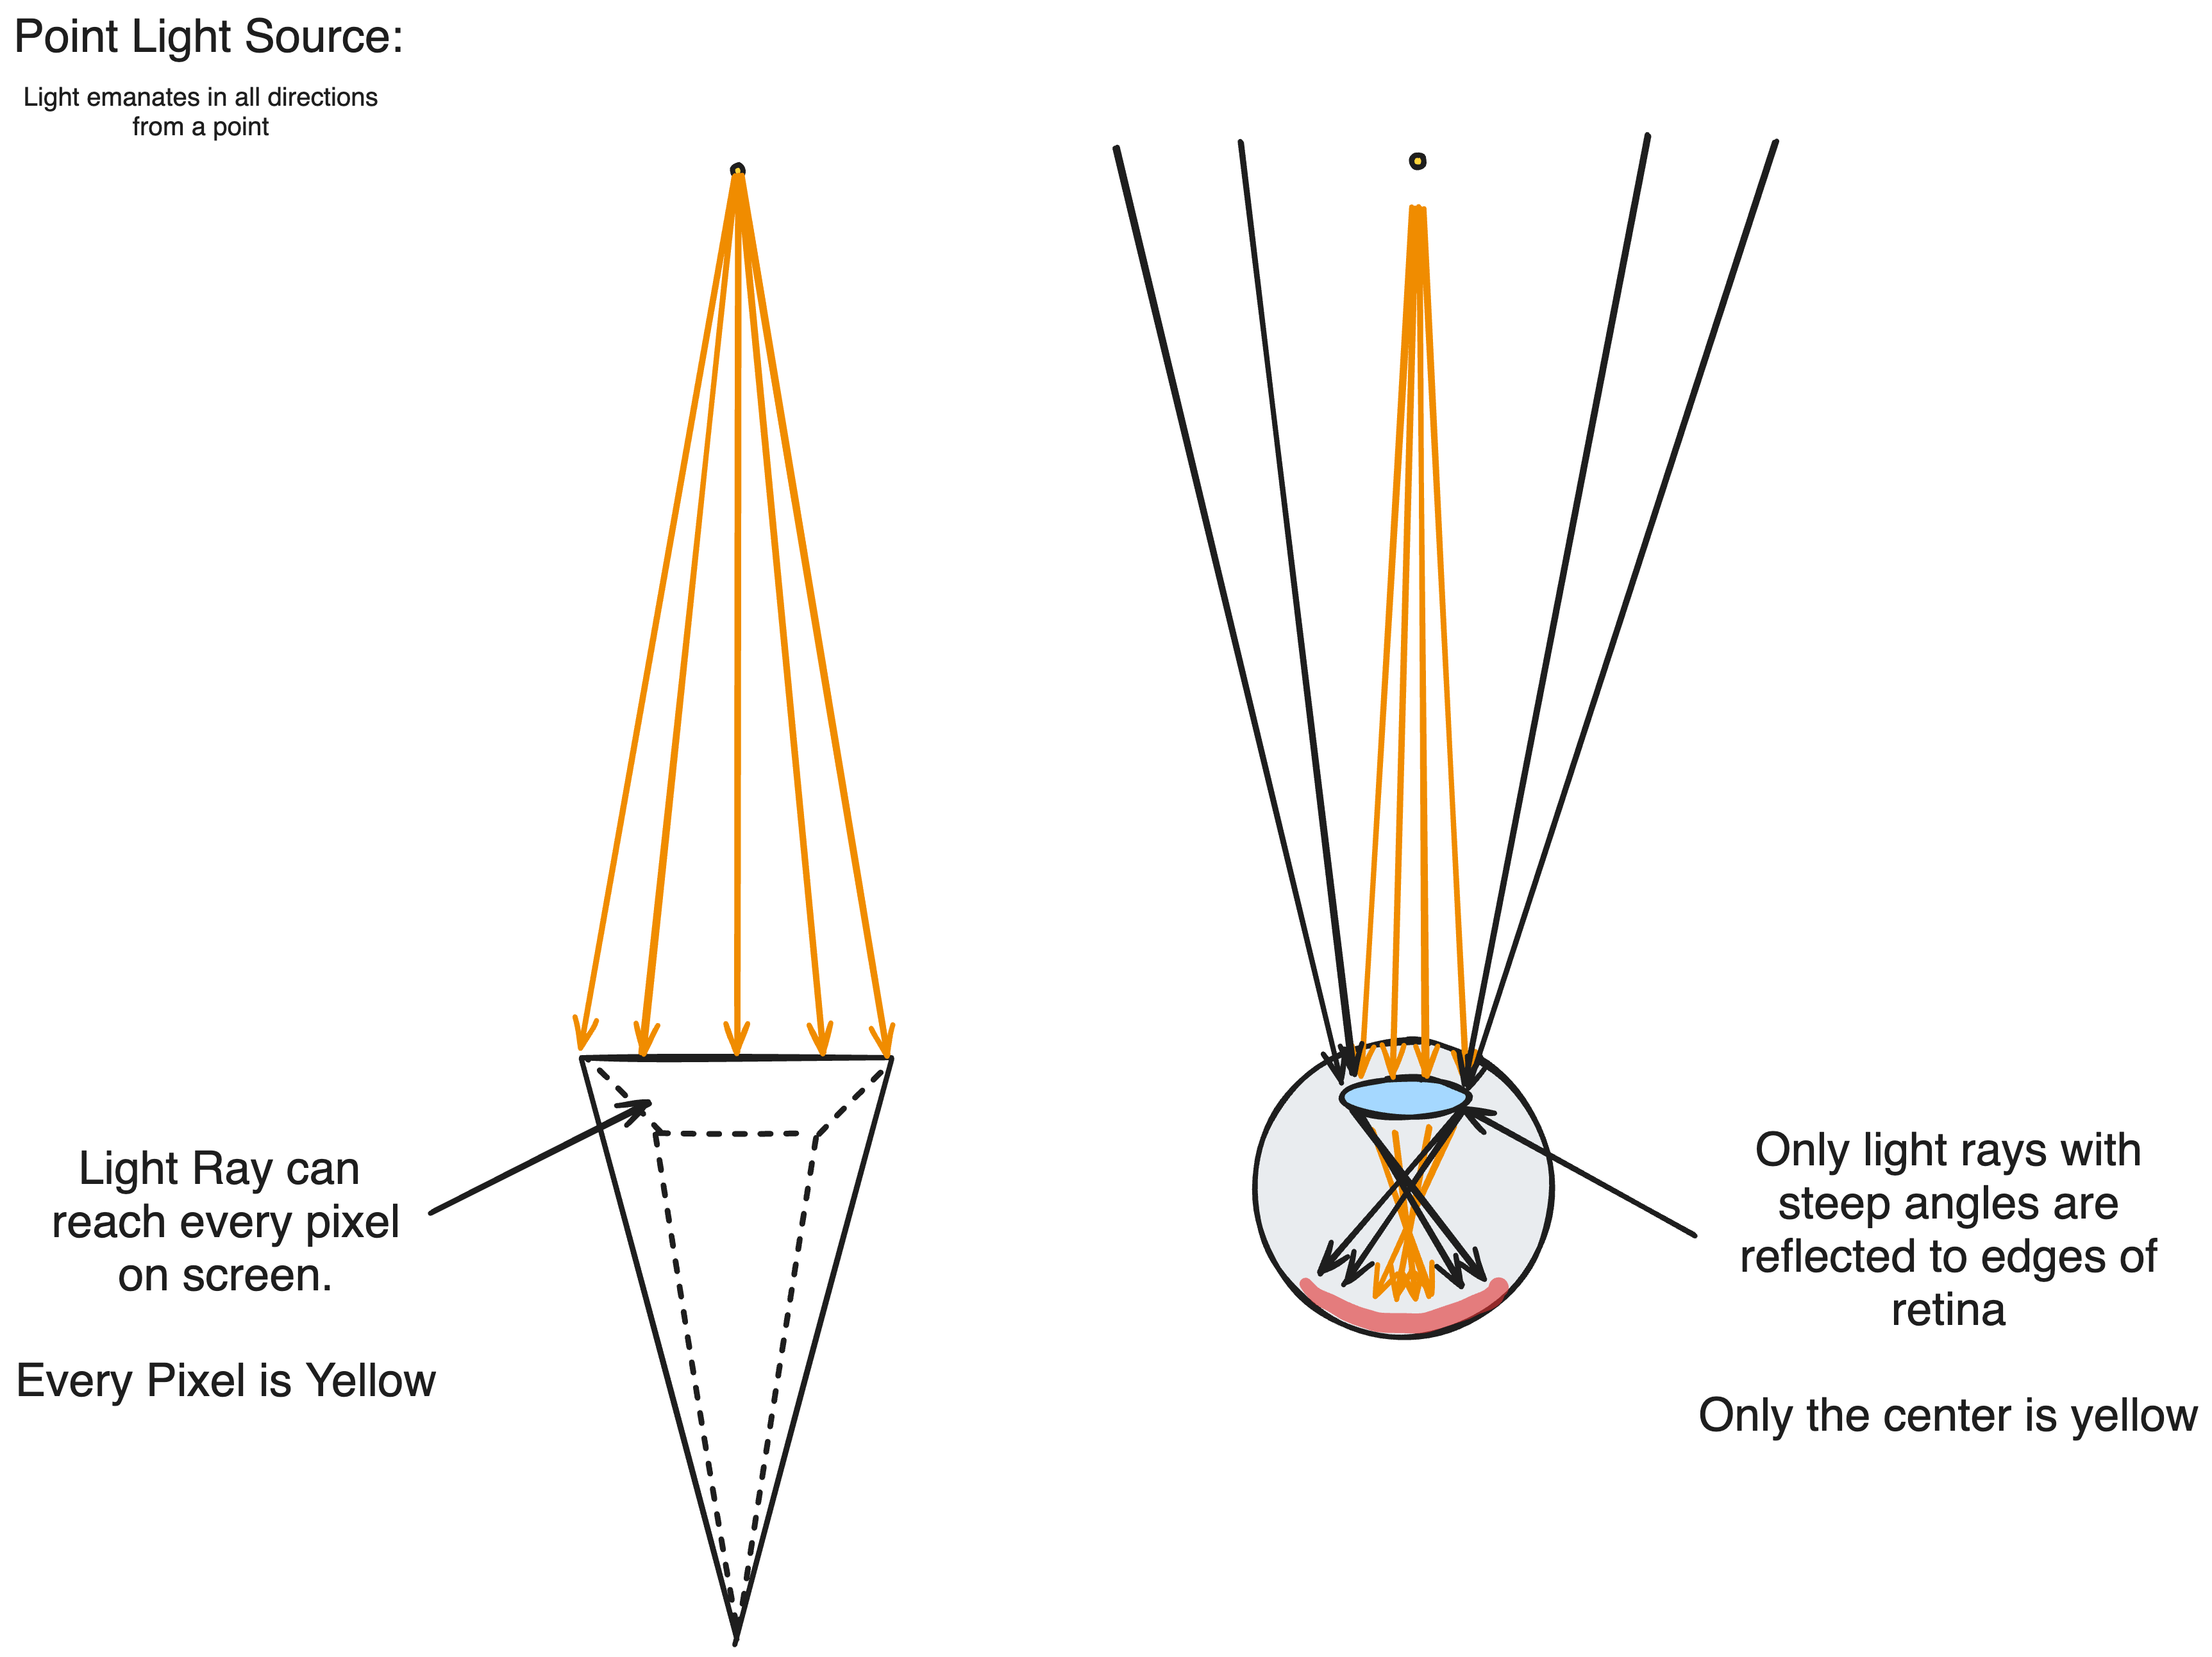 Point Light Source:
Light emanates in all directions
from a point
Light Ray can
reach every pixel
on screen.
Every Pixel is Yellow
Only light rays with
steep angles are
reflected to edges of
retina
Only the center is yellow